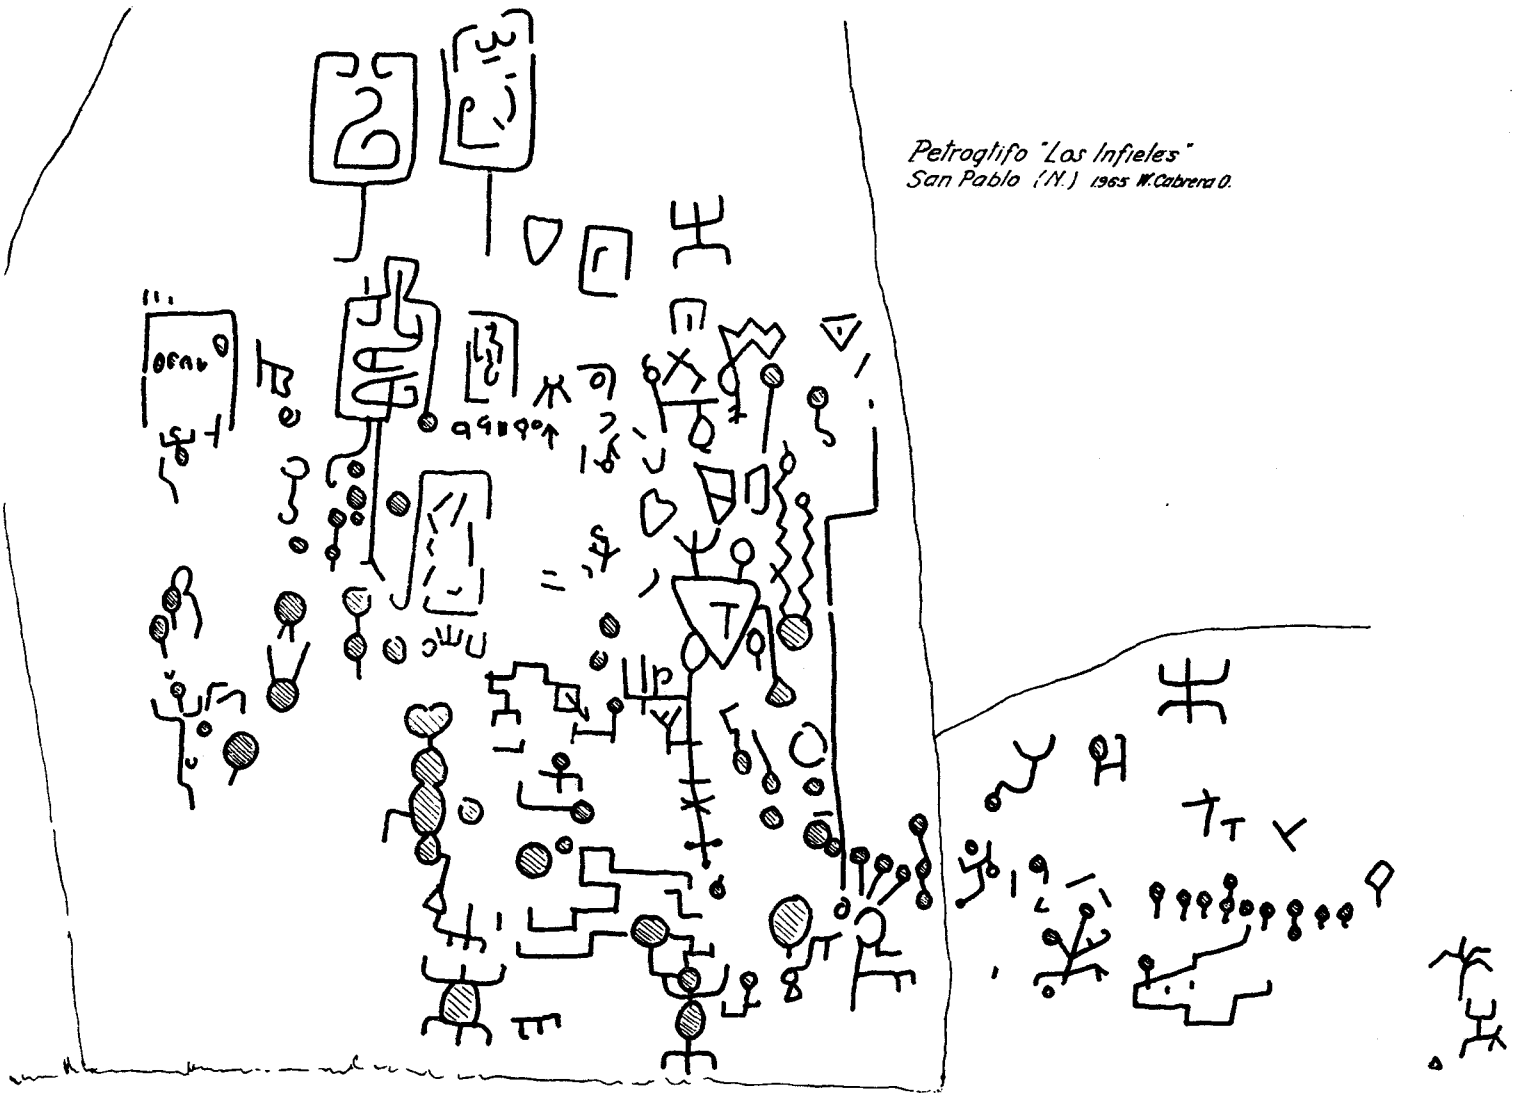 Petroglifo "Los Infieles"
San Pablo (N.) 1965 W. Cabrera O.